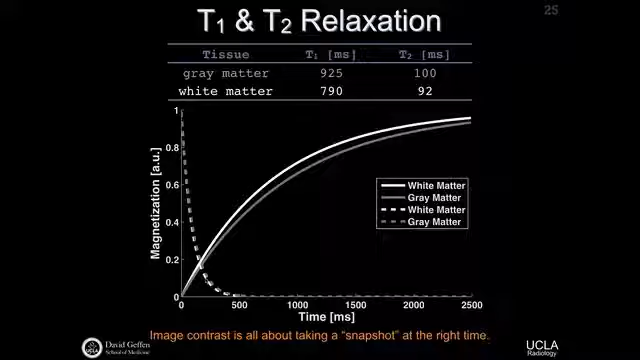 25
T1 & T2 Relaxation
Tissue T1 [ms] T2 [ms]
gray matter 925 100
white matter 790 92
1
0.8
0.6
0.4
0.2
0
Magnetization [a.u.]
White Matter
Gray Matter
White Matter
Gray Matter
0 500 1000 1500 2000 2500
Time [ms]
Image contrast is all about taking a “snapshot” at the right time.
David Geffen
School of Medicine
UCLA
Radiology